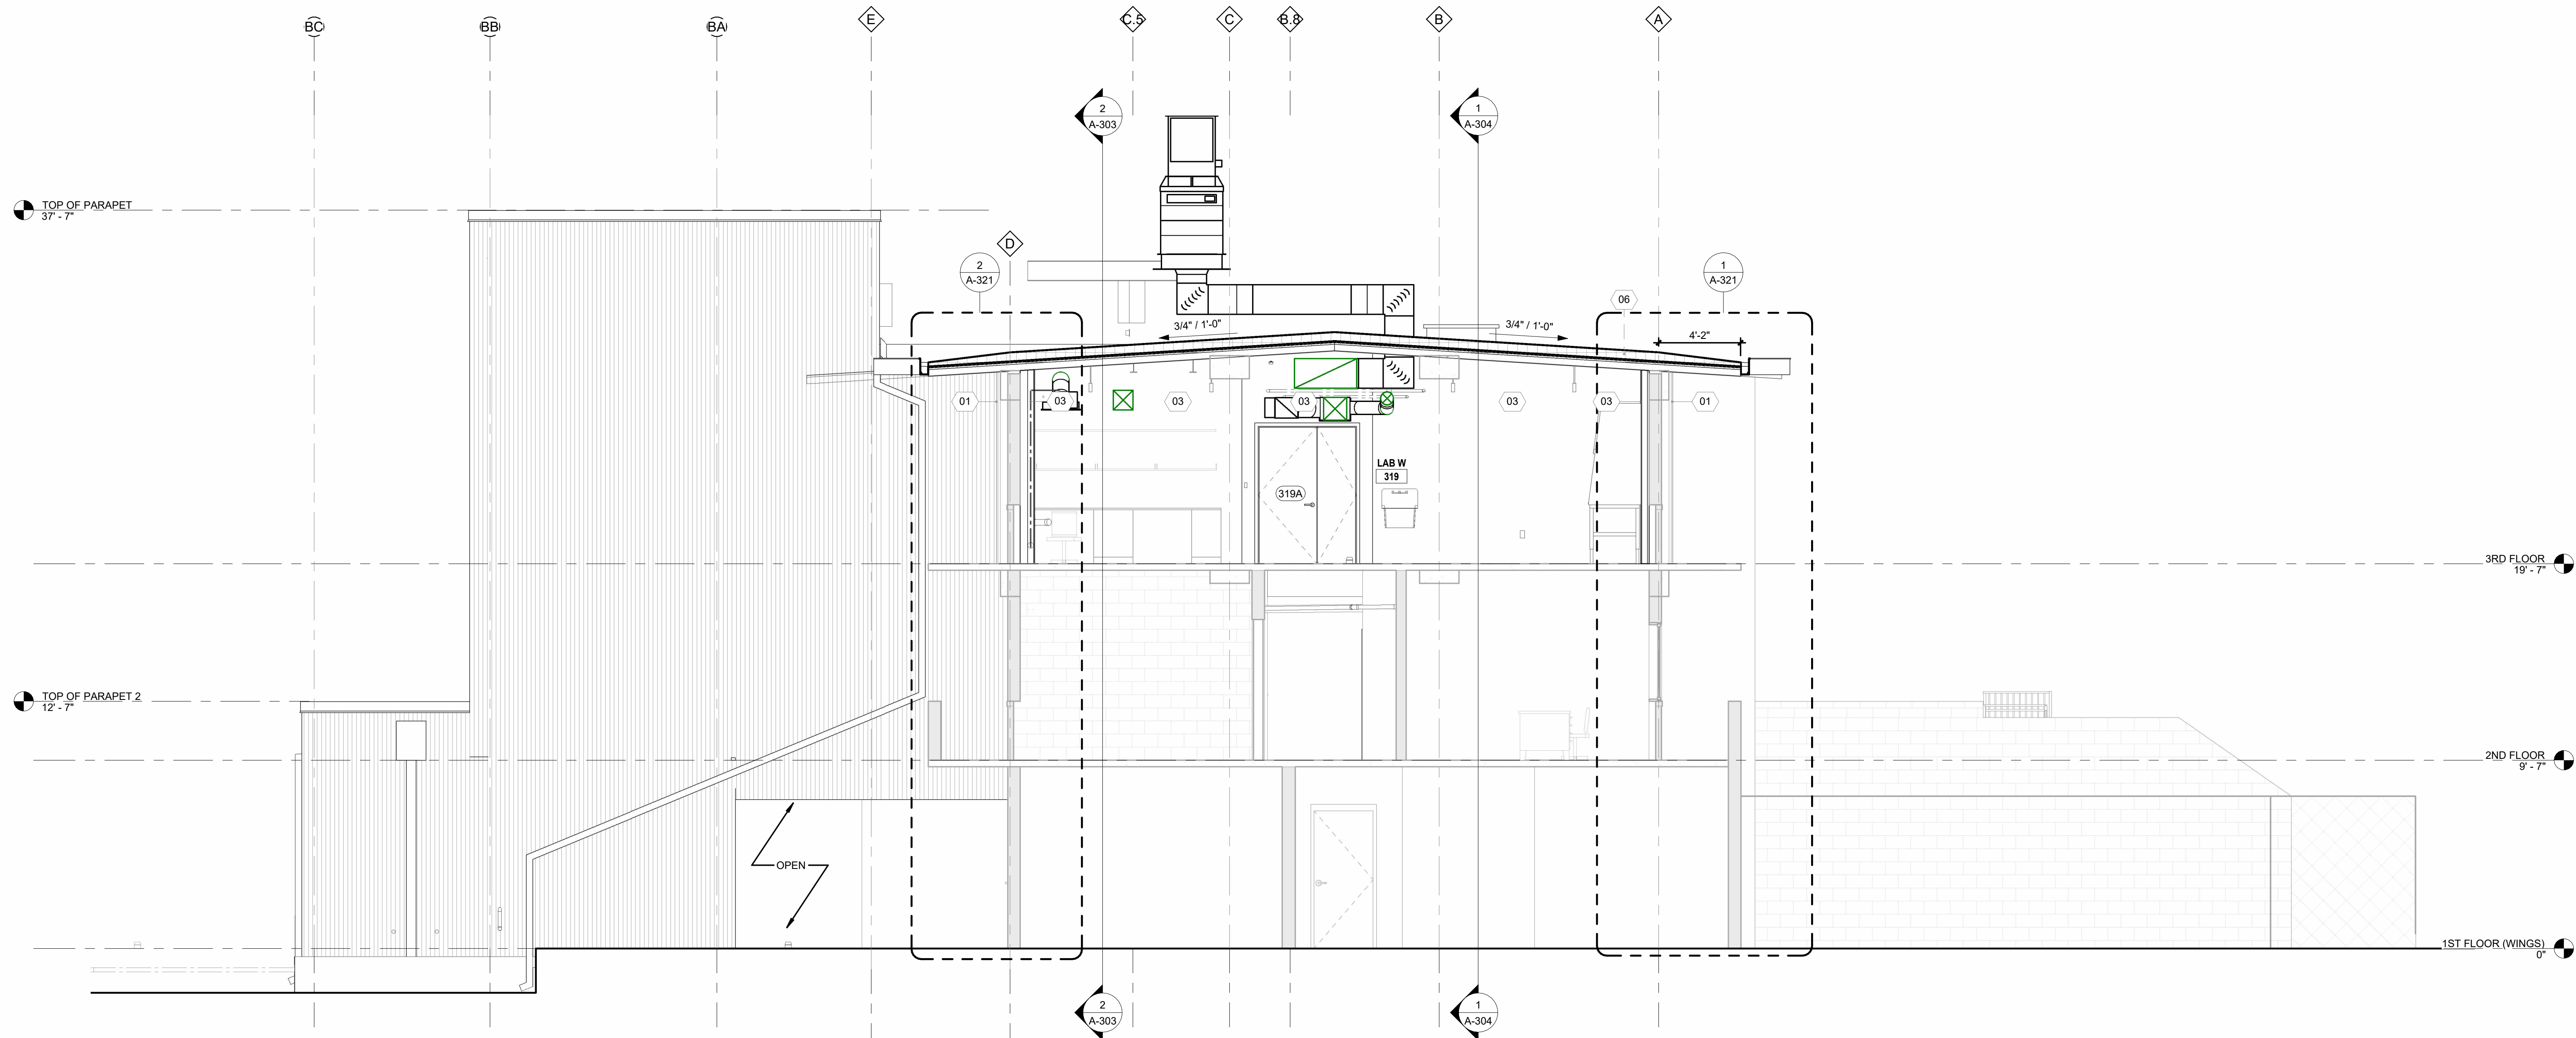 BC
BB
BA
E
C.5
C
B.8
B
A
2
A-303
1
A-304
TOP OF PARAPET
37' - 7"
D
2
A-321
1
A-321
06
3/4" / 1'-0"
3/4" / 1'-0"
4'-2"
01
03
03
03
03
03
01
LAB W
319
319A
3RD FLOOR
19' - 7"
TOP OF PARAPET 2
12' - 7"
2ND FLOOR
9' - 7"
OPEN
1ST FLOOR (WINGS)
0"
2
A-303
1
A-304